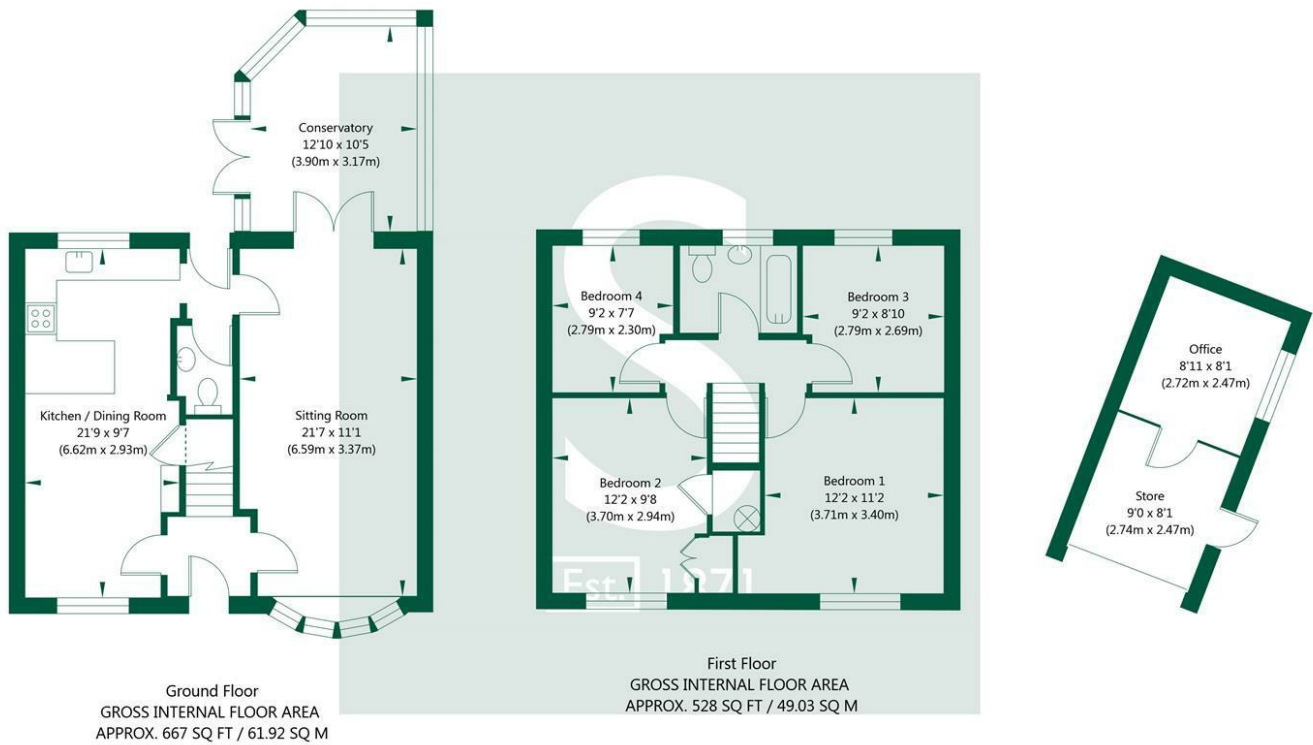 Conservatory
12'10 x 10'5
(3.90m x 3.17m)
Kitchen / Dining Room
21'9 x 9'7
(6.62m x 2.93m)
Sitting Room
21'7 x 11'1
(6.59m x 3.37m)
Ground Floor
GROSS INTERNAL FLOOR AREA
APPROX. 667 SQ FT / 61.92 SQ M
S
Bedroom 4
9'2 x 7'7
(2.79m x 2.30m)
Bedroom 3
9'2 x 8'10
(2.79m x 2.69m)
Bedroom 2
12'2 x 9'8
(3.70m x 2.94m)
Bedroom 1
12'2 x 11'2
(3.71m x 3.40m)
Est. 1871
First Floor
GROSS INTERNAL FLOOR AREA
APPROX. 528 SQ FT / 49.03 SQ M
Office
8'11 x 8'1
(2.72m x 2.47m)
Store
9'0 x 8'1
(2.74m x 2.47m)